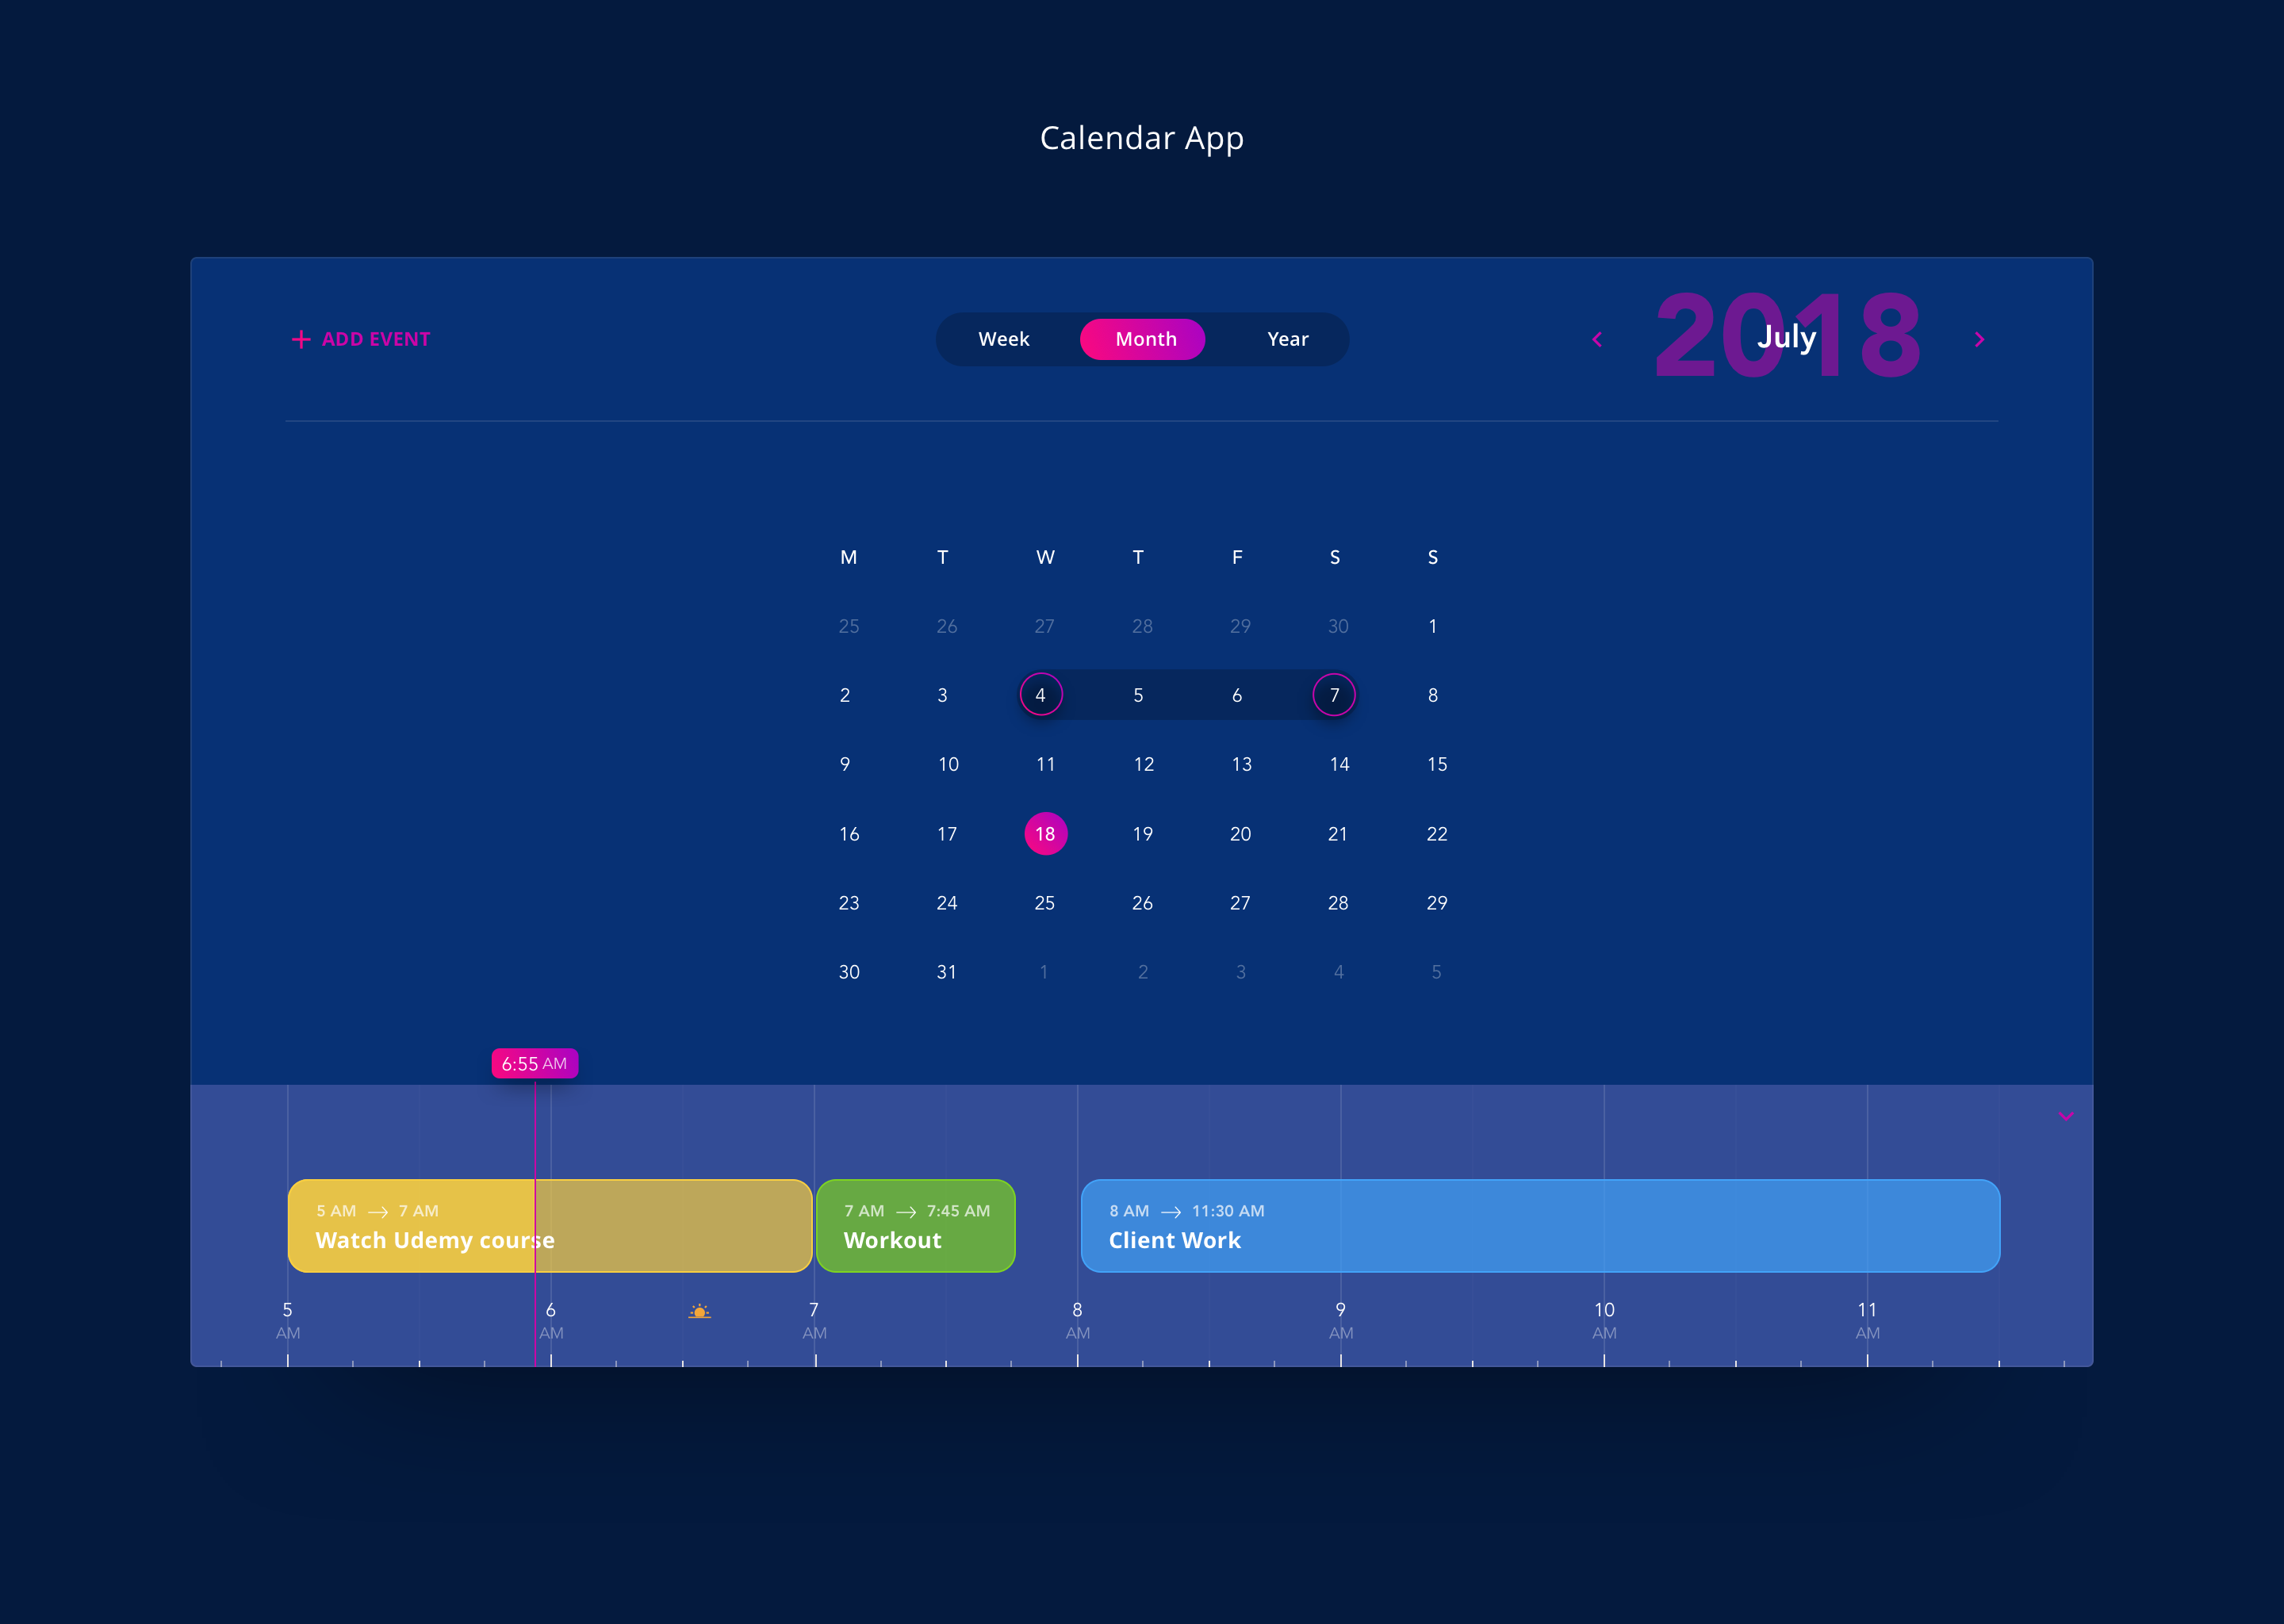 Calendar App
ADD EVENT
Week Month Year
2018
July
M T W T F S S
25 26 27 28 29 30 1
2 3 4 5 6 7 8
9 10 11 12 13 14 15
16 17 18 19 20 21 22
23 24 25 26 27 28 29
30 31 1 2 3 4 5
6:55 AM
5 AM → 7 AM
Watch Udemy course
7 AM → 7:45 AM
Workout
8 AM → 11:30 AM
Client Work
5 6 7 8 9 10 11
AM AM AM AM AM AM AM